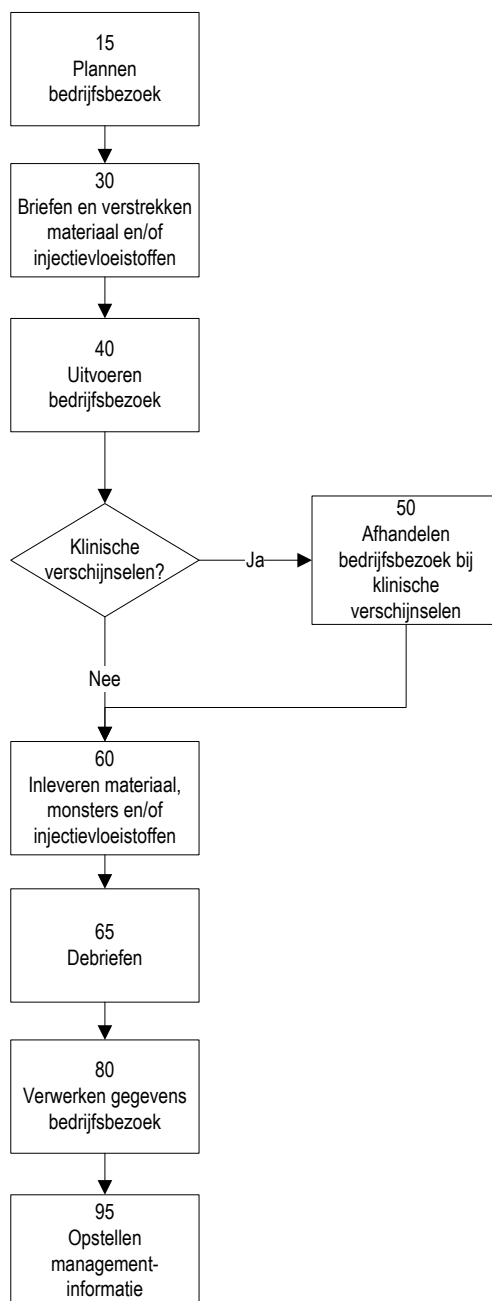 15
Plannen
bedrijfsbezoek
30
Briefen en verstrekken
materiaal en/of
injectievloeistoffen
40
Uitvoeren
bedrijfsbezoek
Klinische
verschijnselen?
Ja
50
Afhandelen
bedrijfsbezoek bij
klinische
verschijnselen
Nee
60
Inleveren materiaal,
monsters en/of
injectievloeistoffen
65
Debriefen
80
Verwerken gegevens
bedrijfsbezoek
95
Opstellen
management-
informatie